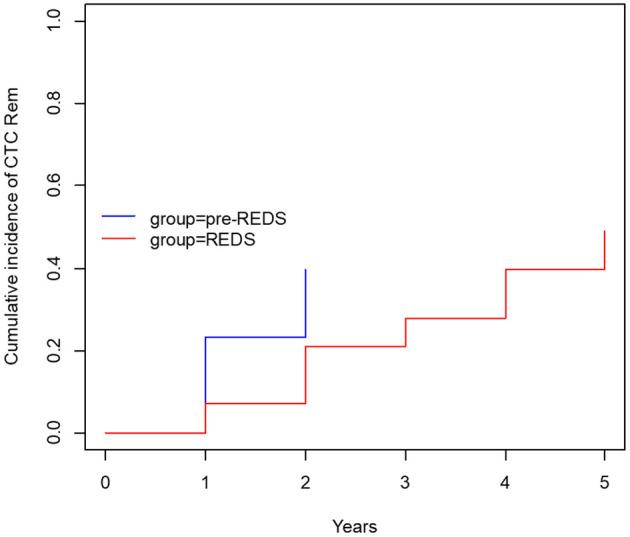 1.0
0.8
0.6
0.4
0.2
0.0
Cumulative incidence of CTC Rem
group=pre-REDS
group=REDS
0 1 2 3 4 5
Years